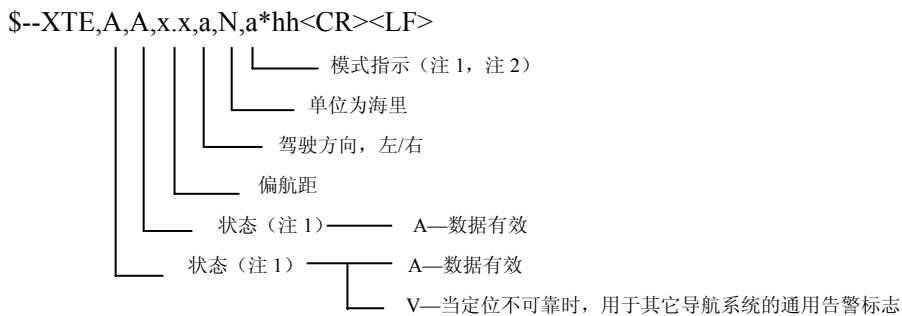 $--XTE,A,A,x.x,a,N,a*hh<CR><LF>
模式指示（注 1，注 2）
单位为海里
驾驶方向，左/右
偏航距
状态（注 1） A—数据有效
状态（注 1） A—数据有效
V—当定位不可靠时，用于其它导航系统的通用告警标志